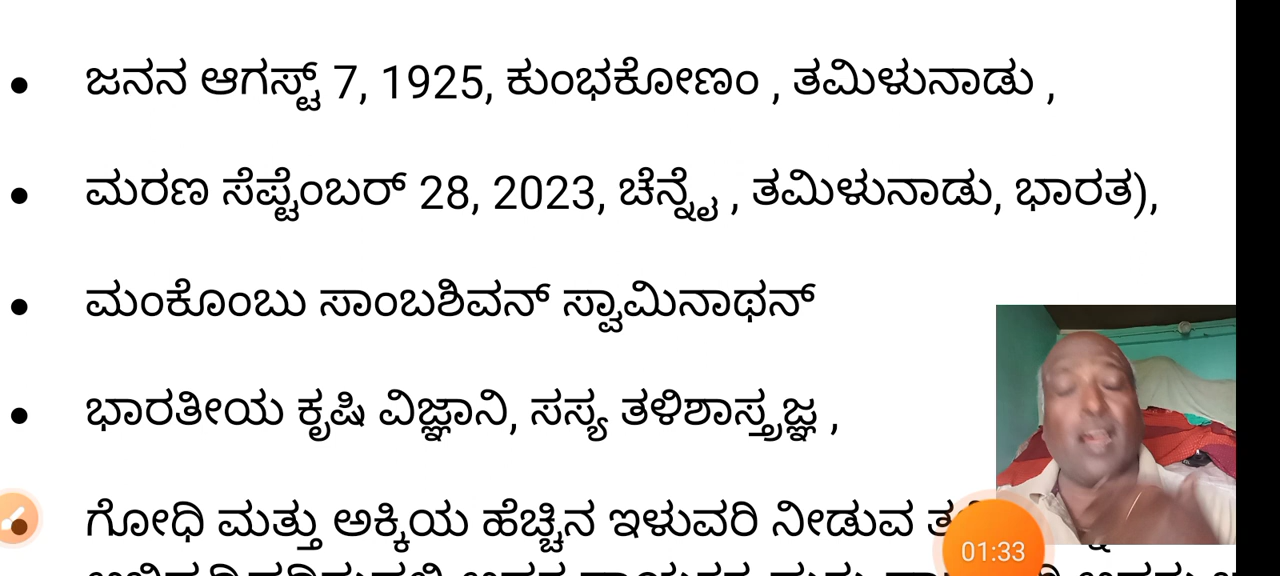 ಜನನ ಆಗಸ್ಟ್ 7, 1925, ಕುಂಭಕೋಣಂ , ತಮಿಳುನಾಡು ,
ಮರಣ ಸೆಪ್ಟೆಂಬರ್ 28, 2023, ಚೆನ್ನೈ , ತಮಿಳುನಾಡು, ಭಾರತ),
ಮಂಕೊಂಬು ಸಾಂಬಶಿವನ್ ಸ್ವಾಮಿನಾಥನ್
ಭಾರತೀಯ ಕೃಷಿ ವಿಜ್ಞಾನಿ, ಸಸ್ಯ ತಳಿಶಾಸ್ತ್ರಜ್ಞ ,
ಗೋಧಿ ಮತ್ತು ಅಕ್ಕಿಯ ಹೆಚ್ಚಿನ ಇಳುವರಿ ನೀಡುವ
01:33